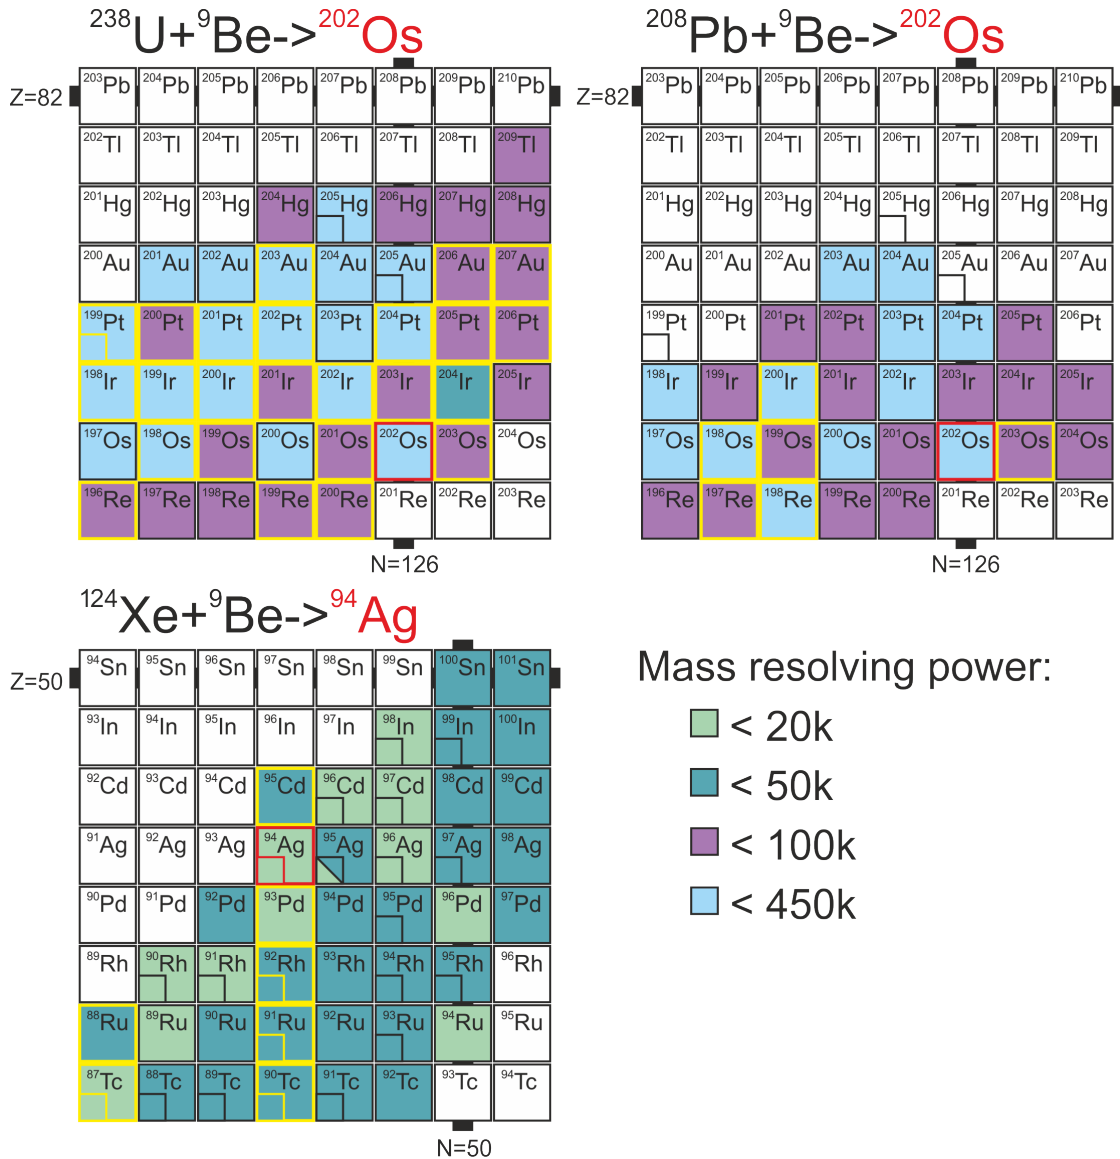 238U+9Be->202Os
Z=82
203Pb 204Pb 205Pb 206Pb 207Pb 208Pb 209Pb 210Pb
202Tl 203Tl 204Tl 205Tl 206Tl 207Tl 208Tl 209Tl
201Hg 202Hg 203Hg 204Hg 205Hg 206Hg 207Hg 208Hg
200Au 201Au 202Au 203Au 204Au 205Au 206Au 207Au
199Pt 200Pt 201Pt 202Pt 203Pt 204Pt 205Pt 206Pt
198Ir 199Ir 200Ir 201Ir 202Ir 203Ir 204Ir 205Ir
197Os 198Os 199Os 200Os 201Os 202Os 203Os 204Os
196Re 197Re 198Re 199Re 200Re 201Re 202Re 203Re
N=126
208Pb+9Be->202Os
Z=82
203Pb 204Pb 205Pb 206Pb 207Pb 208Pb 209Pb 210Pb
202Tl 203Tl 204Tl 205Tl 206Tl 207Tl 208Tl 209Tl
201Hg 202Hg 203Hg 204Hg 205Hg 206Hg 207Hg 208Hg
200Au 201Au 202Au 203Au 204Au 205Au 206Au 207Au
199Pt 200Pt 201Pt 202Pt 203Pt 204Pt 205Pt 206Pt
198Ir 199Ir 200Ir 201Ir 202Ir 203Ir 204Ir 205Ir
197Os 198Os 199Os 200Os 201Os 202Os 203Os 204Os
196Re 197Re 198Re 199Re 200Re 201Re 202Re 203Re
N=126
124Xe+9Be->94Ag
Z=50
94Sn 95Sn 96Sn 97Sn 98Sn 99Sn 100Sn 101Sn
93In 94In 95In 96In 97In 98In 99In 100In
92Cd 93Cd 94Cd 95Cd 96Cd 97Cd 98Cd 99Cd
91Ag 92Ag 93Ag 94Ag 95Ag 96Ag 97Ag 98Ag
90Pd 91Pd 92Pd 93Pd 94Pd 95Pd 96Pd 97Pd
89Rh 90Rh 91Rh 92Rh 93Rh 94Rh 95Rh 96Rh
88Ru 89Ru 90Ru 91Ru 92Ru 93Ru 94Ru 95Ru
87Tc 88Tc 89Tc 90Tc 91Tc 92Tc 93Tc 94Tc
N=50
Mass resolving power:
< 20k
< 50k
< 100k
< 450k